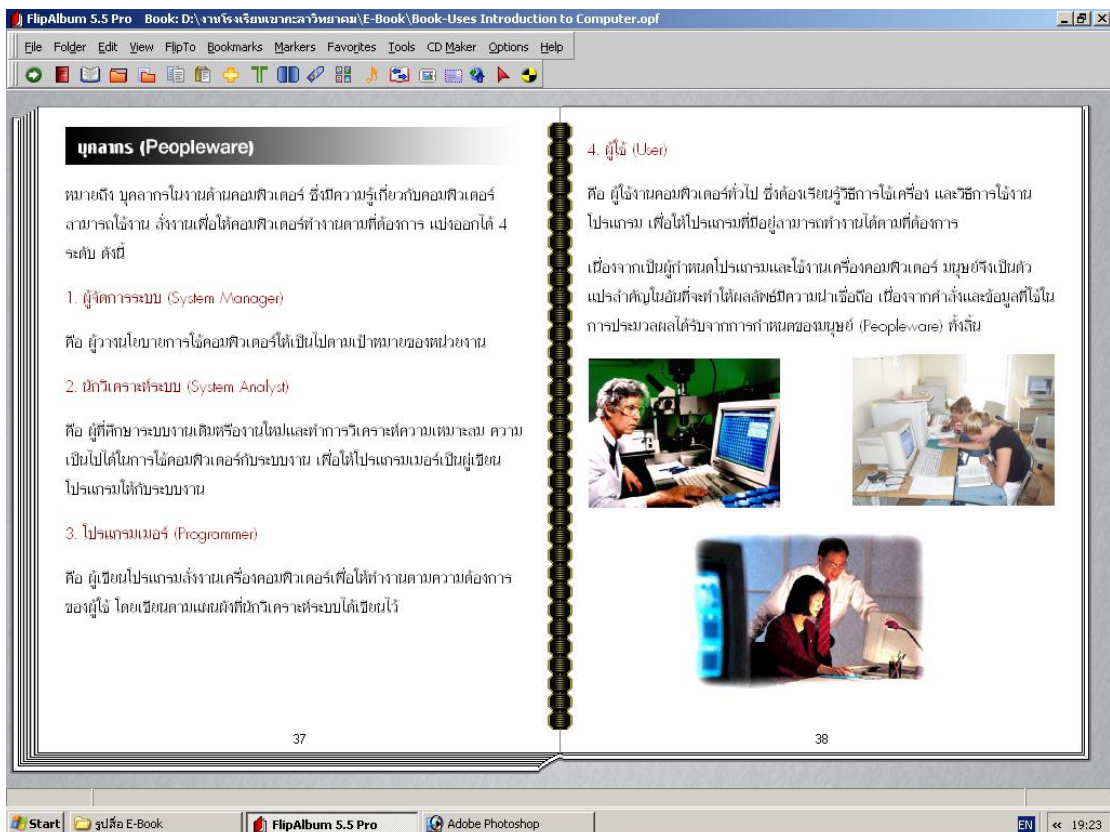 FlipAlbum 5.5 Pro Book: D:\งานโรงเรียนเขากะลาวิทยาคม\E-Book\Book-Uses Introduction to Computer.opf
File Folder Edit View FlipTo Bookmarks Markers Favorites Tools CD Maker Options Help
บุคลากร (Peopleware)
หมายถึง บุคลากรในงานด้านคอมพิวเตอร์ ซึ่งมีความรู้เกี่ยวกับคอมพิวเตอร์
สามารถใช้งาน สั่งงานเพื่อให้คอมพิวเตอร์ทำงานตามที่ต้องการ แบ่งออกได้ 4
ระดับ ดังนี้
1. ผู้จัดการระบบ (System Manager)
คือ ผู้วางนโยบายการใช้คอมพิวเตอร์ให้เป็นไปตามเป้าหมายของหน่วยงาน
2. นักวิเคราะห์ระบบ (System Analyst)
คือ ผู้ที่ศึกษาระบบงานเดิมหรืองานใหม่และทำการวิเคราะห์ความเหมาะสม ความ
เป็นไปได้ในการใช้คอมพิวเตอร์กับระบบงาน เพื่อให้โปรแกรมเมอร์เป็นผู้เขียน
โปรแกรมให้กับระบบงาน
3. โปรแกรมเมอร์ (Programmer)
คือ ผู้เขียนโปรแกรมสั่งงานเครื่องคอมพิวเตอร์เพื่อให้ทำงานตามความต้องการ
ของผู้ใช้ โดยเขียนตามแผนผังที่นักวิเคราะห์ระบบได้เขียนไว้
37
4. ผู้ใช้ (User)
คือ ผู้ใช้งานคอมพิวเตอร์ทั่วไป ซึ่งต้องเรียนรู้วิธีการใช้เครื่อง และวิธีการใช้งาน
โปรแกรม เพื่อให้โปรแกรมที่มีอยู่สามารถทำงานได้ตามที่ต้องการ
เนื่องจากเป็นผู้กำหนดโปรแกรมและใช้งานเครื่องคอมพิวเตอร์ มนุษย์จึงเป็นตัว
แปรสำคัญในอันที่จะทำให้ผลลัพธ์มีความน่าเชื่อถือ เนื่องจากคำสั่งและข้อมูลที่ใช้ใน
การประมวลผลได้รับจากการกำหนดของมนุษย์ (Peopleware) ทั้งสิ้น
38
Start รูปสื่อ E-Book FlipAlbum 5.5 Pro Adobe Photoshop EN « 19:23